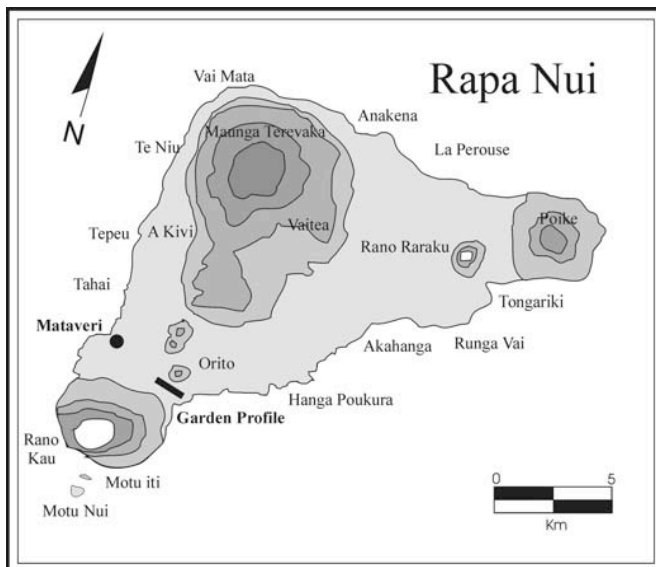 Rapa Nui
Vai Mata
Anakena
Maunga Terevaka
Te Niu
La Perouse
Vaitea
Poike
Tepeu
A Kivi
Rano Raraku
Tahai
Tongariki
Mataveri
Akahanga
Runga Vai
Orito
Hanga Poukura
Garden Profile
Rano
Kau
Motu iti
Motu Nui
N
0
5
Km